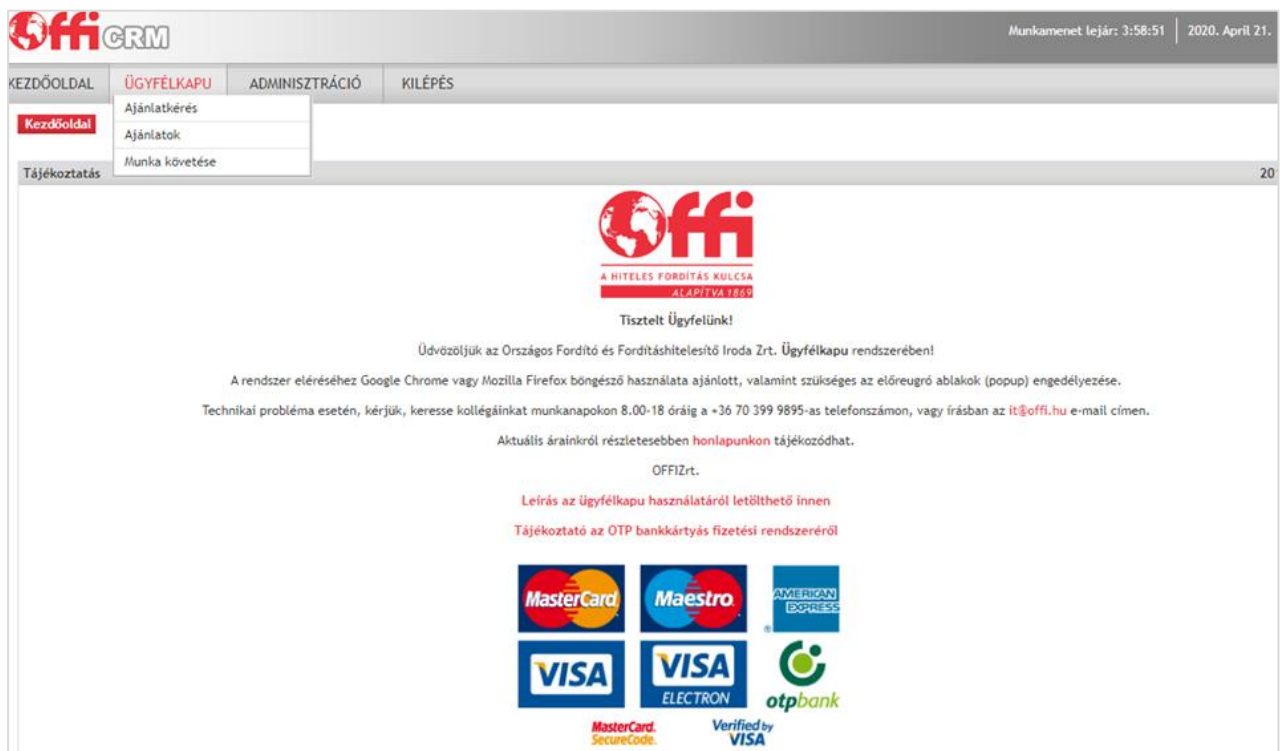 Offi CRM
Munkamenet lejár: 3:58:51 2020. April 21.
KEZDŐOLDAL ÜGYFÉLKAPU ADMINISZTRÁCIÓ KILÉPÉS
Ajánlatkérés
Kezdőoldal
Ajánlatok
Munka követése
Tájékoztatás 20
Offi
A HITELES FORDÍTÁS KULCSA
ALAPÍTVA 1869
Tisztelt Ügyfelünk!
Üdvözöljük az Országos Fordító és Fordításhitelesítő Iroda Zrt. Ügyfélkapu rendszerében!
A rendszer eléréséhez Google Chrome vagy Mozilla Firefox böngésző használata ajánlott, valamint szükséges az előreugró ablakok (popup) engedélyezése.
Technikai probléma esetén, kérjük, keresse kollégáinkat munkanapokon 8.00-18 óráig a +36 70 399 9895-as telefonszámon, vagy írásban az it@offi.hu e-mail címen.
Aktuális árainkról részletesebben honlapunkon tájékozódhat.
OFFIZrt.
Leírás az ügyfélkapu használatáról letölthető innen
Tájékoztató az OTP bankkártyás fizetési rendszeréről
MasterCard Maestro AMERICAN EXPRESS
VISA VISA ELECTRON otpbank
MasterCard. SecureCode. Verified by VISA